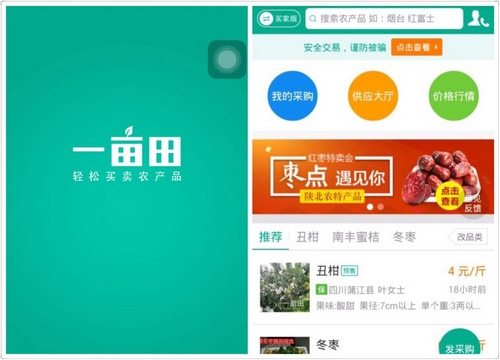 一亩田
轻松买卖农产品
买家版
搜索农产品 如：烟台 红富士
安全交易，谨防被骗
点击查看
我的采购
供应大厅
价格行情
红枣特卖会
枣点 遇见你
陕北农特产品
点击查看
意见反馈
推荐 丑柑 南丰蜜桔 冬枣 改品类
丑柑 预售 4 元/斤
保 四川蒲江县 叶女士 18小时前
果味:酸甜 果径:7cm以上 单个重:3两以...
冬枣
发采购